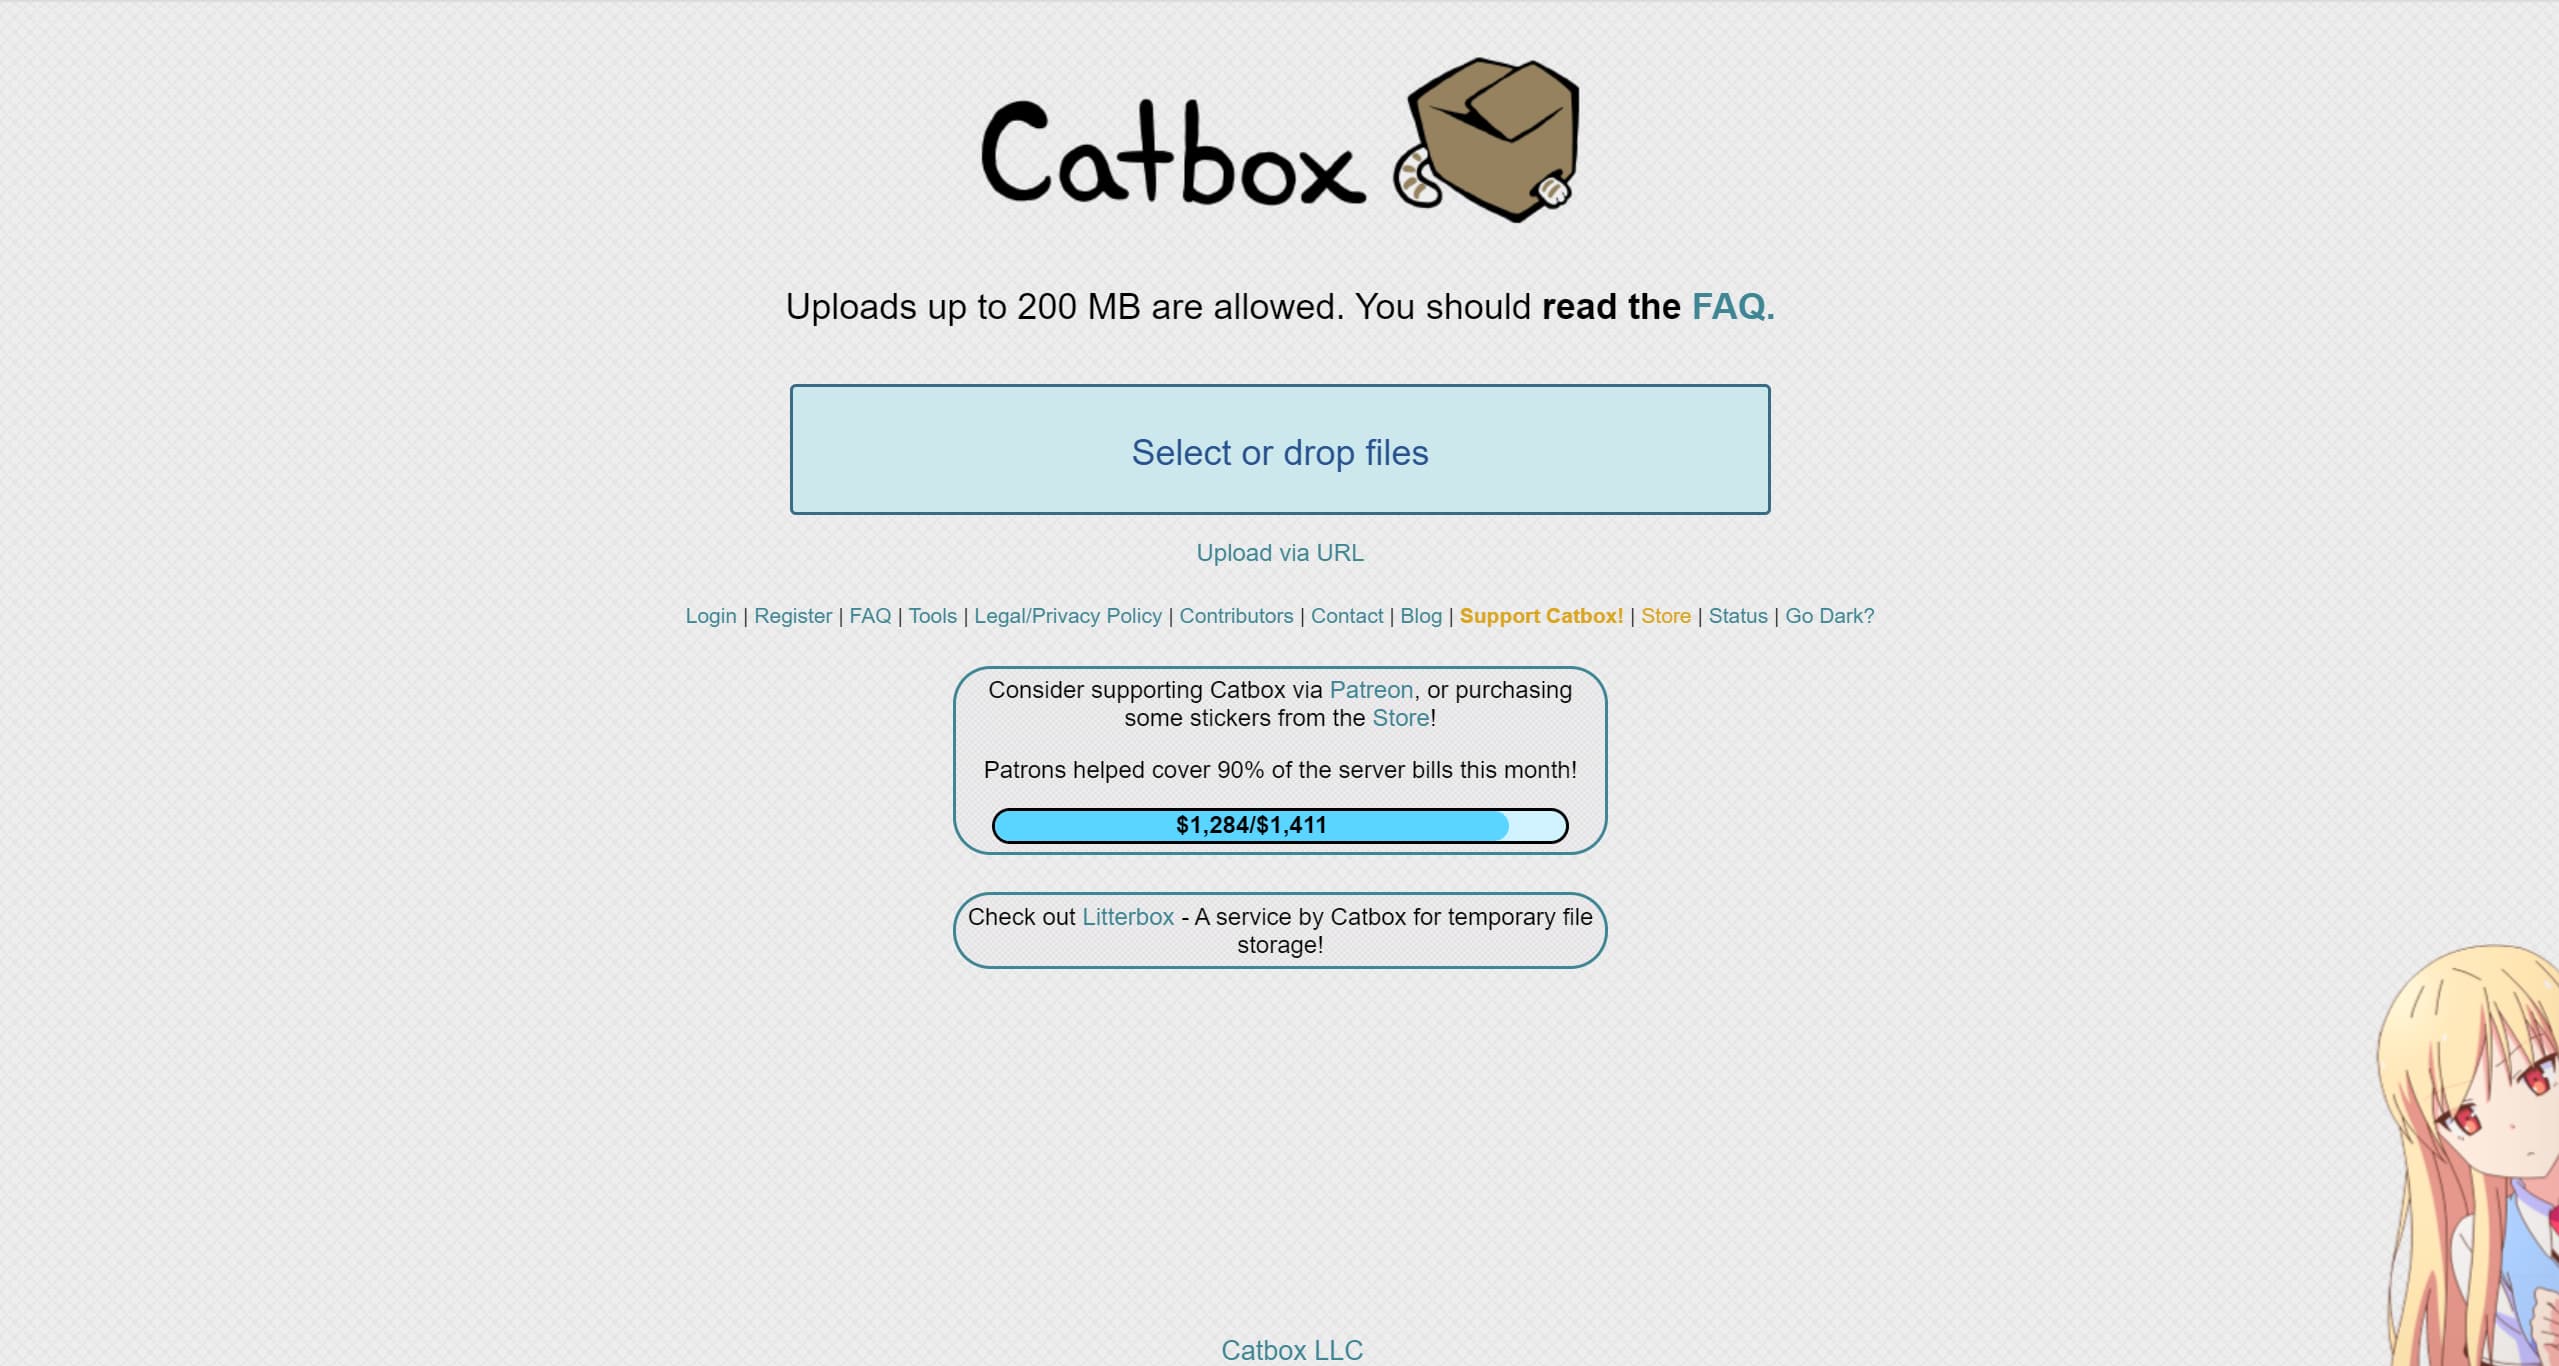 Catbox
Uploads up to 200 MB are allowed. You should read the FAQ.
Select or drop files
Upload via URL
Login | Register | FAQ | Tools | Legal/Privacy Policy | Contributors | Contact | Blog | Support Catbox! | Store | Status | Go Dark?
Consider supporting Catbox via Patreon, or purchasing
some stickers from the Store!
Patrons helped cover 90% of the server bills this month!
$1,284/$1,411
Check out Litterbox - A service by Catbox for temporary file
storage!
Catbox LLC